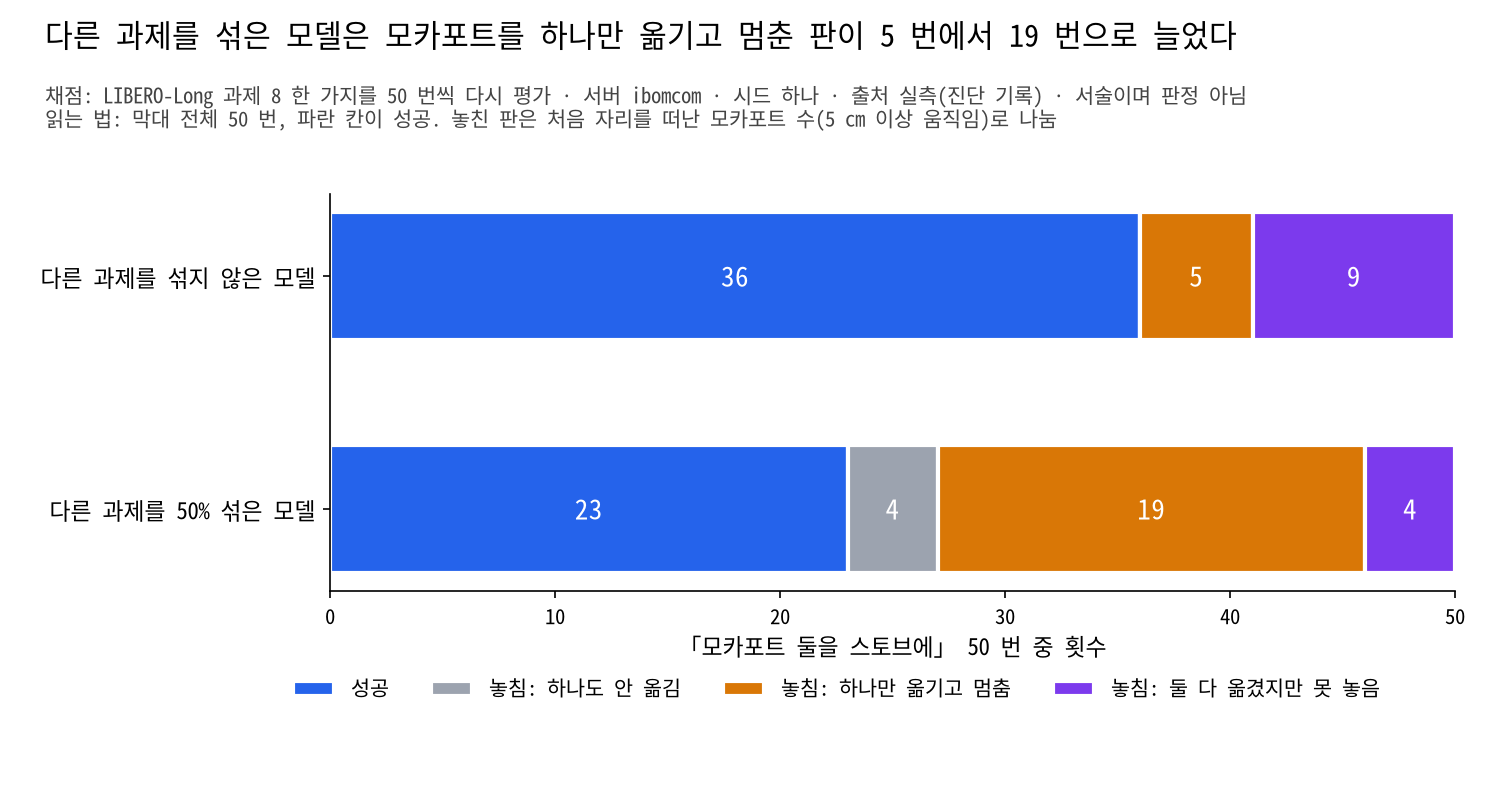 다른 과제를 섞은 모델은 모카포트를 하나만 옮기고 멈춘 판이 5 번에서 19 번으로 늘었다
채점: LIBERO-Long 과제 8 한 가지를 50 번씩 다시 평가 · 서버 ibomcom · 시드 하나 · 출처 실측(진단 기록) · 서술이며 판정 아님
읽는 법: 막대 전체 50 번, 파란 칸이 성공. 놓친 판은 처음 자리를 떠난 모카포트 수(5 cm 이상 움직임)로 나눔
다른 과제를 섞지 않은 모델
36
5
9
다른 과제를 50% 섞은 모델
23
4
19
4
0
10
20
30
40
50
「모카포트 둘을 스토브에」 50 번 중 횟수
성공
놓침: 하나도 안 옮김
놓침: 하나만 옮기고 멈춤
놓침: 둘 다 옮겼지만 못 놓음